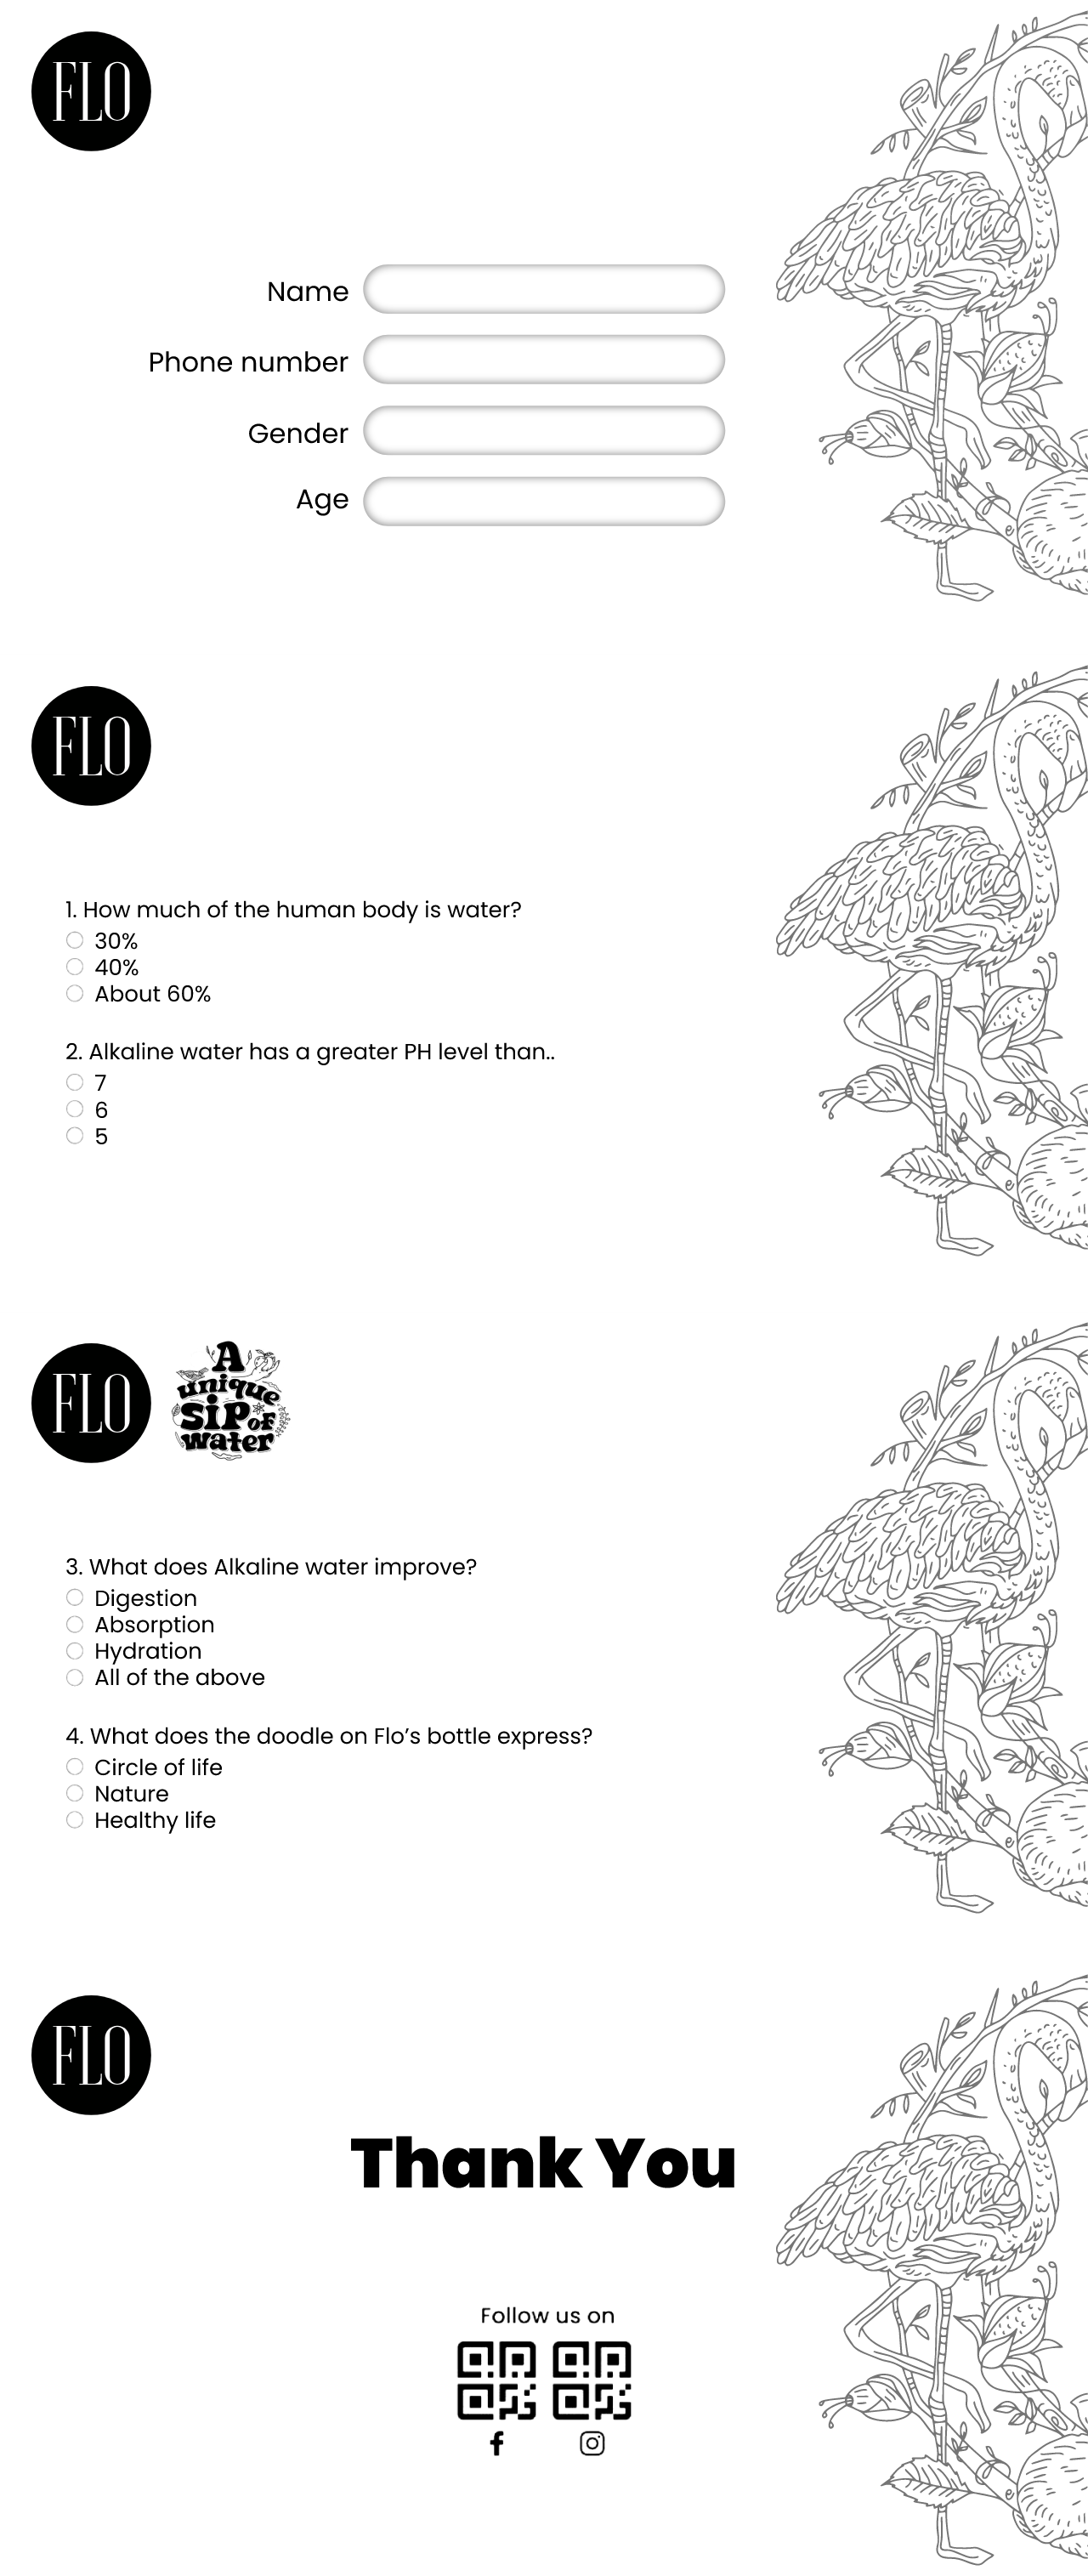 FLO
Name
Phone number
Gender
Age
FLO
1. How much of the human body is water?
30%
40%
About 60%
2. Alkaline water has a greater PH level than..
7
6
5
FLO
A
unique
SiP OF
water
3. What does Alkaline water improve?
Digestion
Absorption
Hydration
All of the above
4. What does the doodle on Flo’s bottle express?
Circle of life
Nature
Healthy life
FLO
Thank You
Follow us on